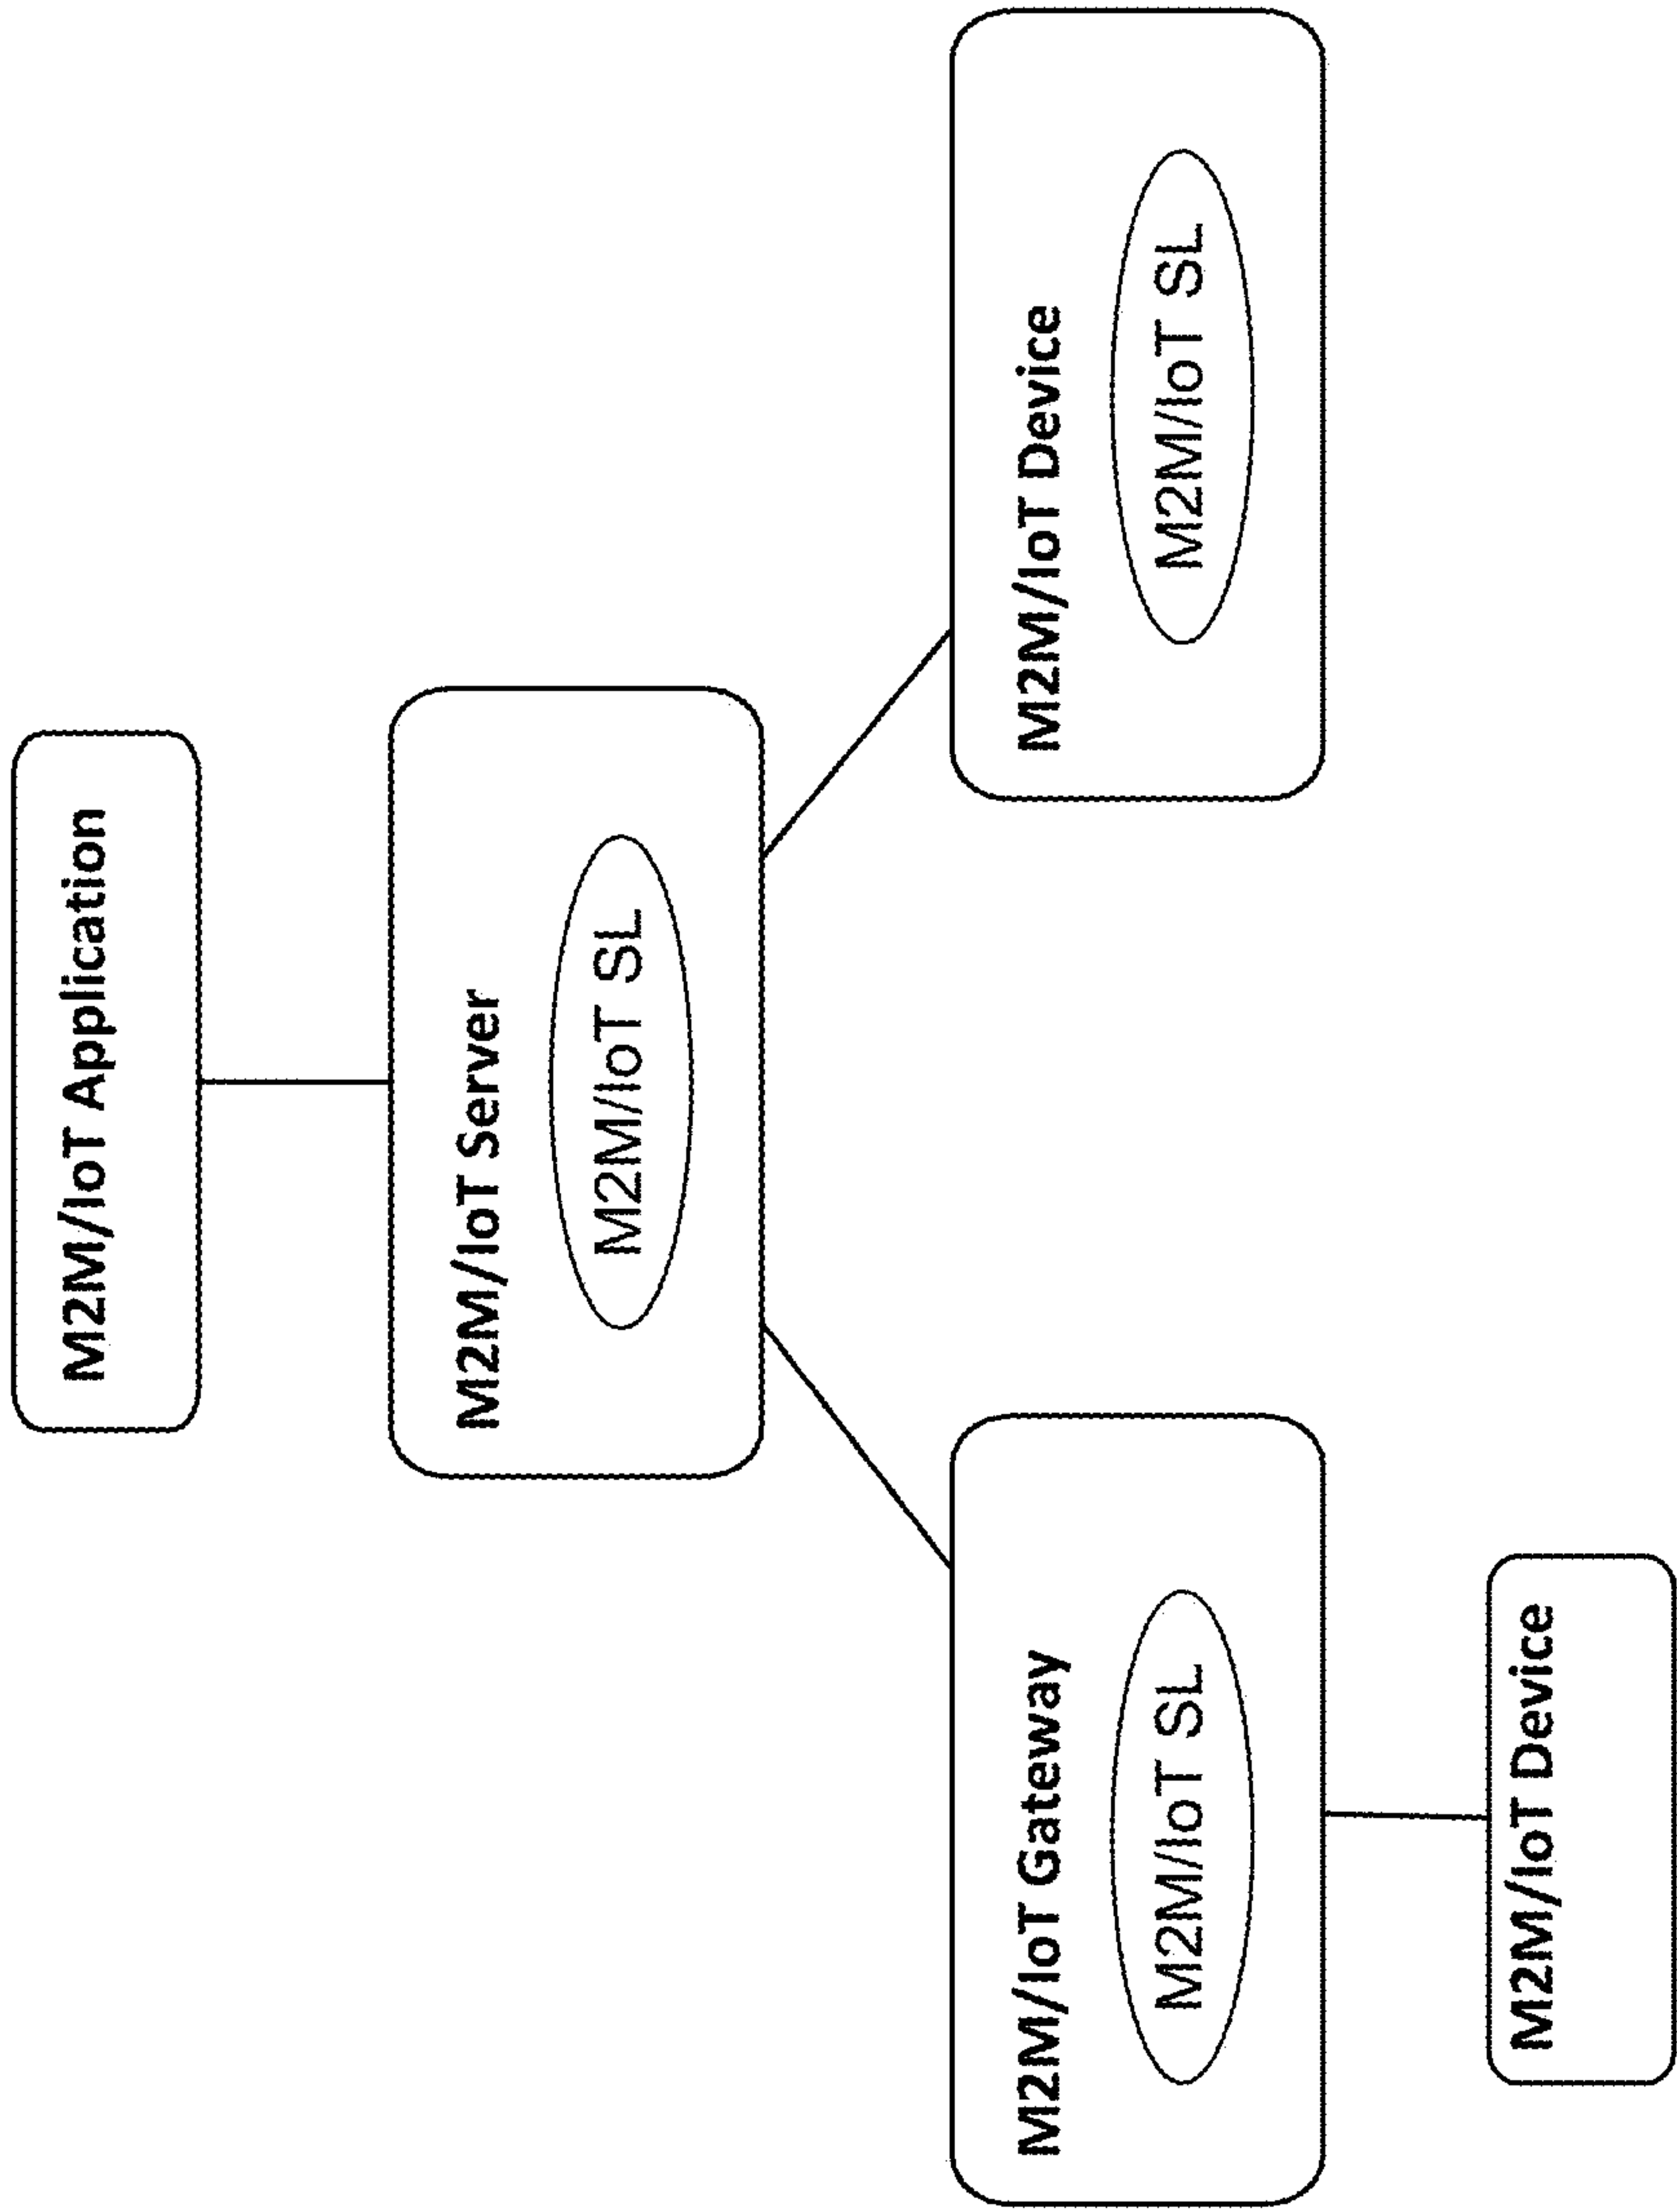 M2M/IoT Application
M2M/IoT Server
M2M/IoT SL
M2M/IoT Gateway
M2M/IoT SL
M2M/IoT Device
M2M/IoT SL
M2M/IoT Device